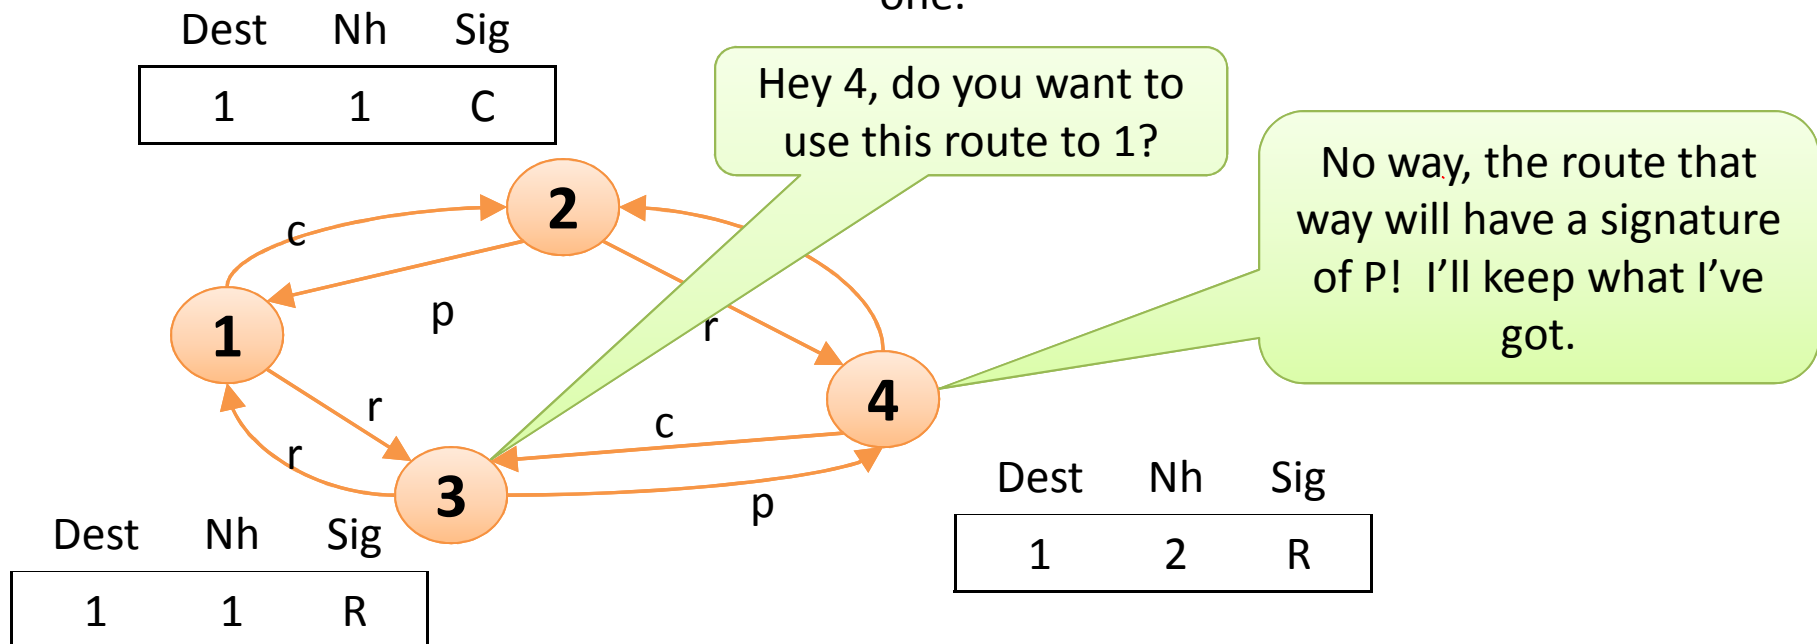 one.
Dest Nh Sig
1 1 C
Hey 4, do you want to
use this route to 1?
No way, the route that
way will have a signature
of P! I’ll keep what I’ve
got.
2
c
p
r
1
r
r
c
4
3
p
Dest Nh Sig
1 2 R
Dest Nh Sig
1 1 R